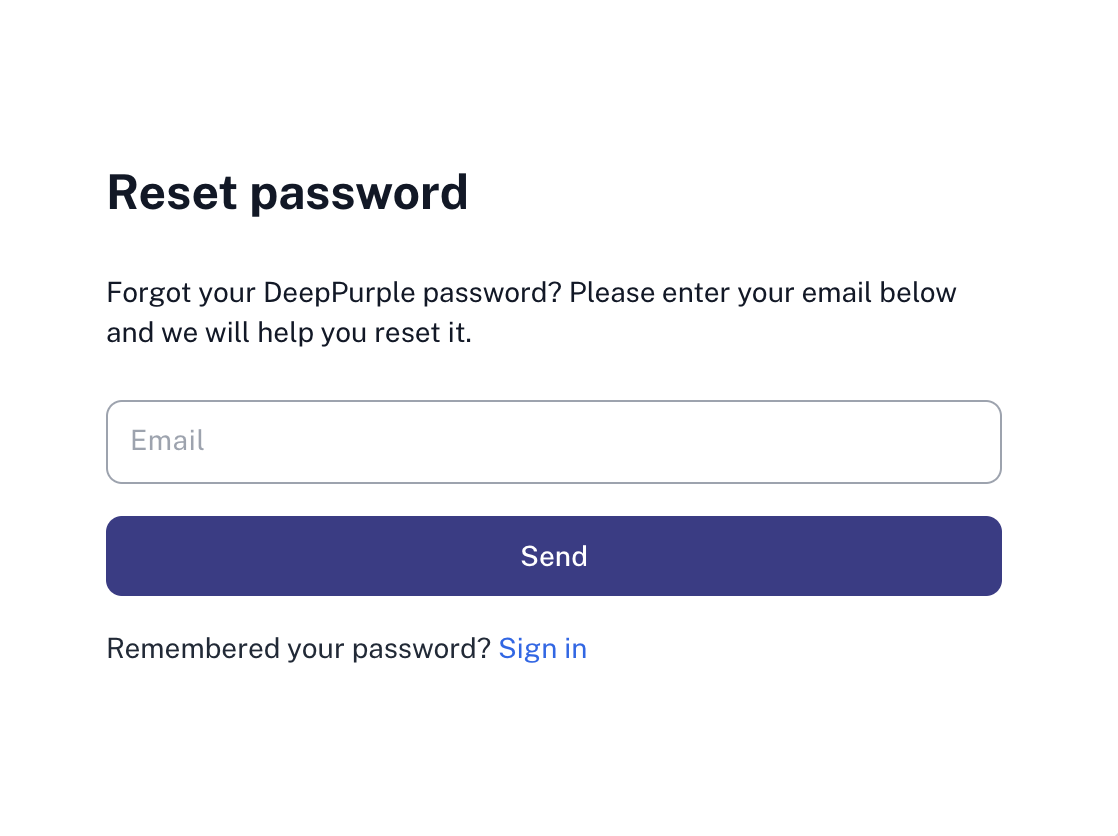 Reset password
Forgot your DeepPurple password? Please enter your email below
and we will help you reset it.
Email
Send
Remembered your password? Sign in